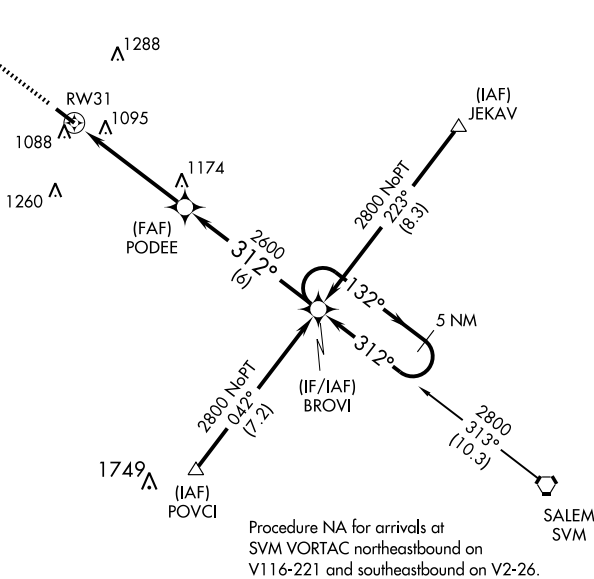 1288
RW31
1095
1088
(IAF)
JEKAV
1174
1260
2800 NoPT
223°
(8.3)
(FAF)
PODEE
2600
312°
(6)
132°
5 NM
312°
(IF/IAF)
BROVI
2800 NoPT
042°
(7.2)
2800
313°
(10.3)
1749
(IAF)
POVCI
SALEM
SVM
Procedure NA for arrivals at
SVM VORTAC northeastbound on
V116-221 and southeastbound on V2-26.